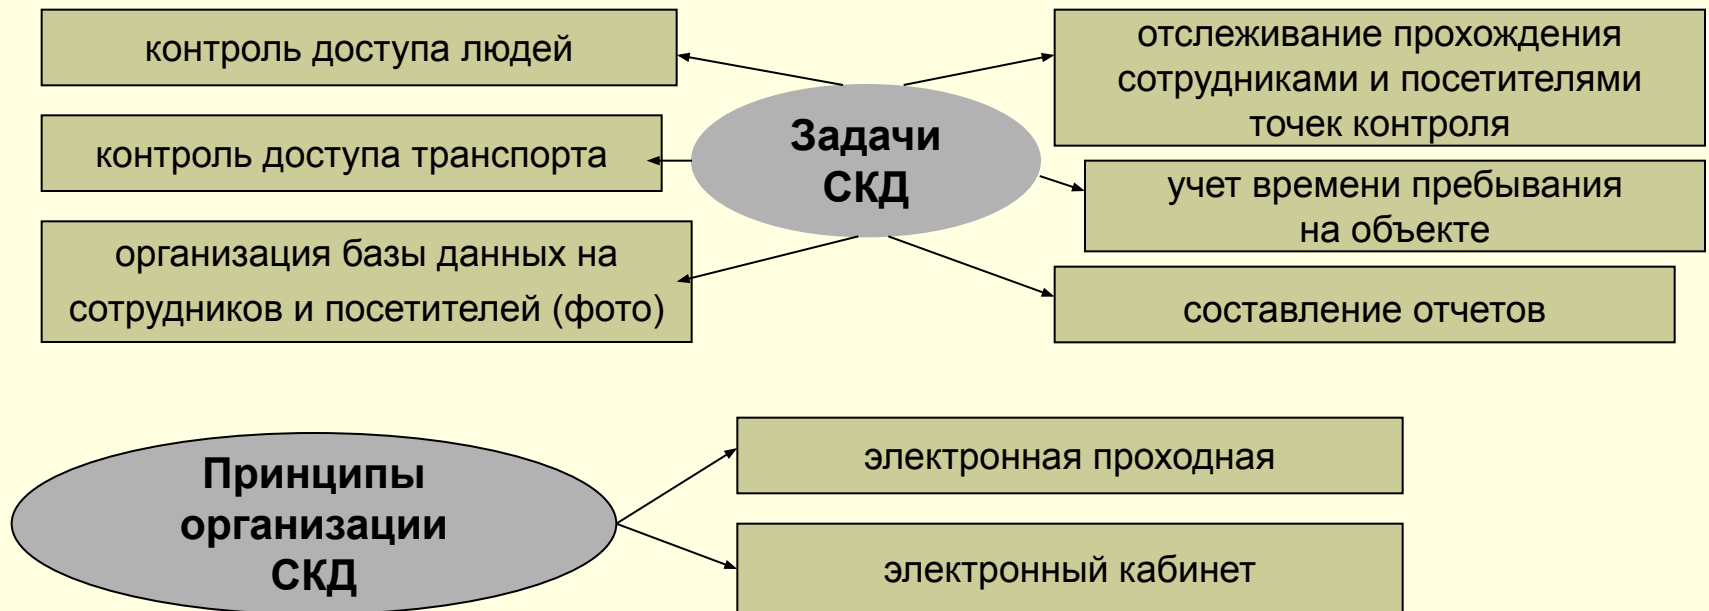 контроль доступа людей
контроль доступа транспорта
организация базы данных на
сотрудников и посетителей (фото)
Задачи
СКД
отслеживание прохождения
сотрудниками и посетителями
точек контроля
учет времени пребывания
на объекте
составление отчетов
Принципы
организации
СКД
электронная проходная
электронный кабинет